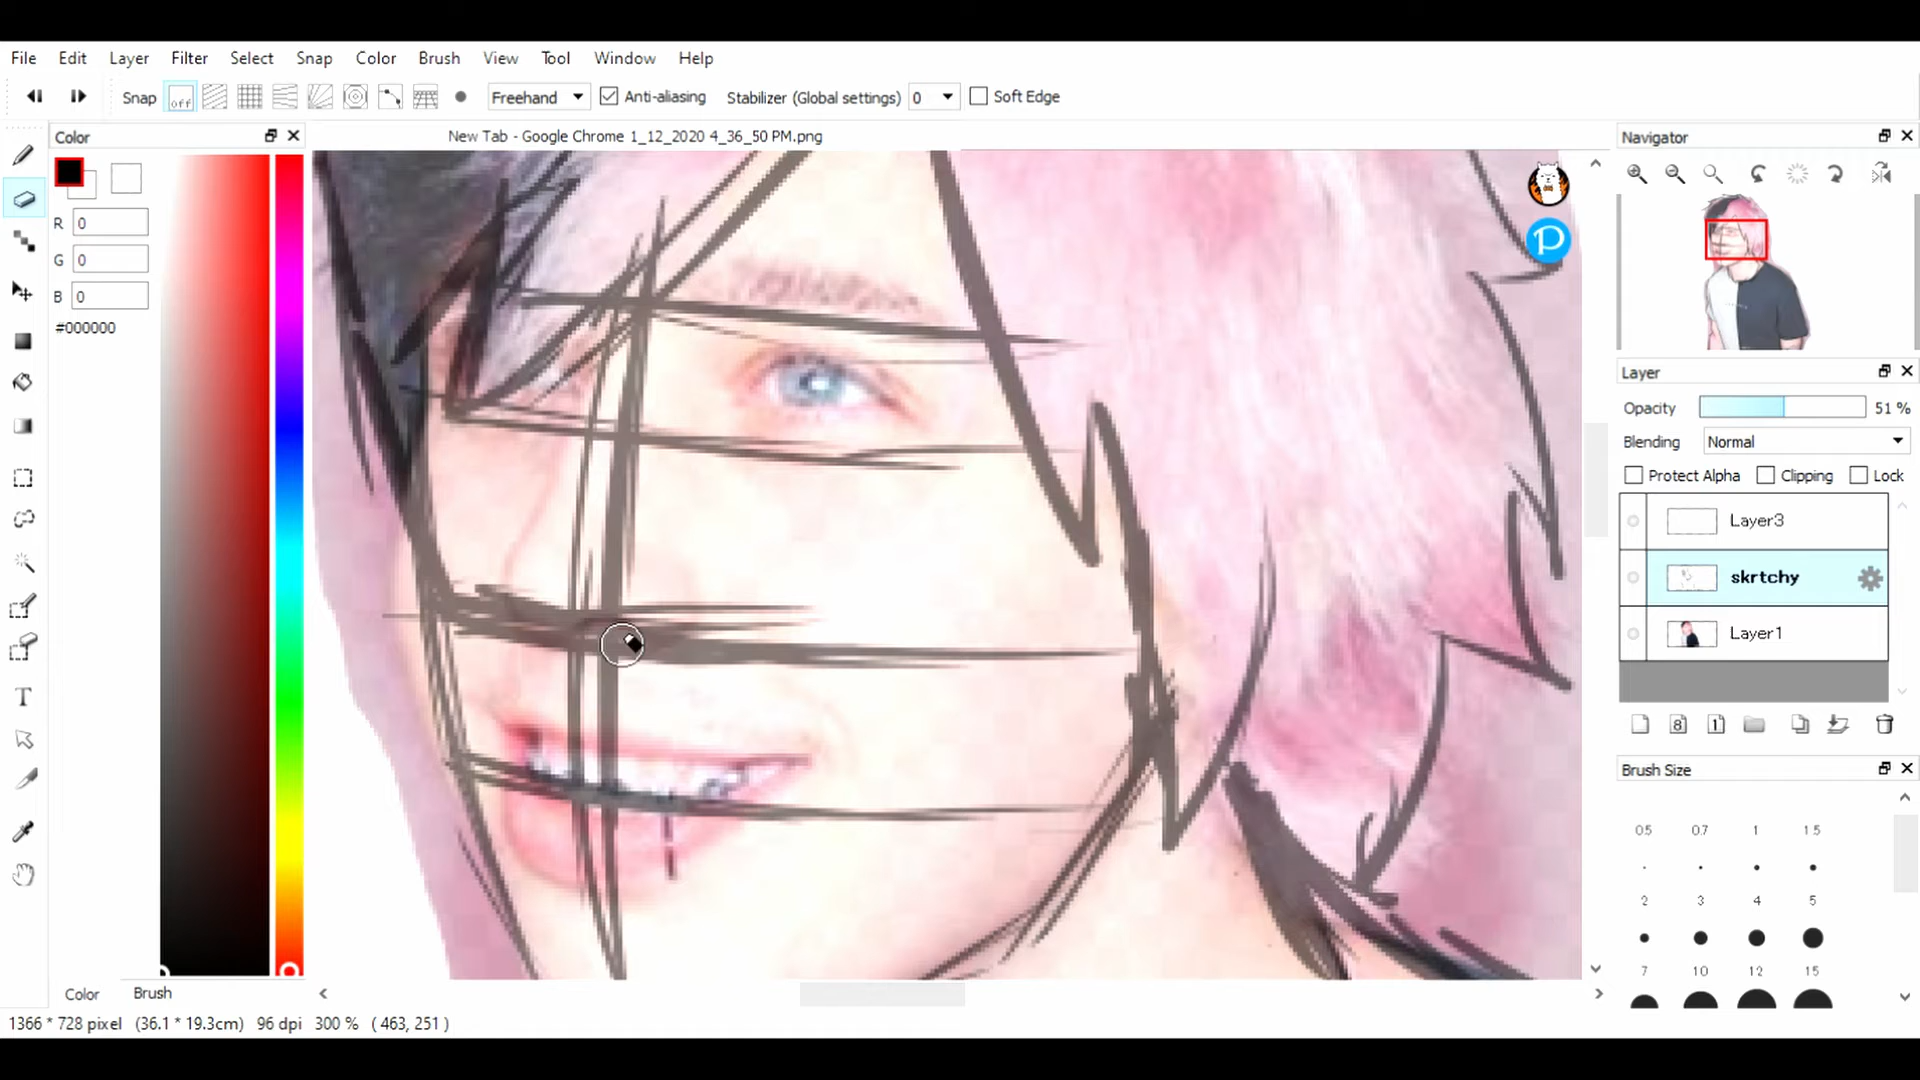 File Edit Layer Filter Select Snap Color Brush View Tool Window Help
Snap off Freehand Anti-aliasing Stabilizer (Global settings) 0 Soft Edge
Color
New Tab - Google Chrome 1_12_2020 4_36_50 PM.png
Navigator
R 0
G 0
B 0
#000000
P
Layer
Opacity 51 %
Blending Normal
Protect Alpha Clipping Lock
Layer3
skrtchy
Layer1
8 1
T
Brush Size
05 07 1 15
2 3 4 5
7 10 12 15
Color Brush
1366 * 728 pixel (36.1 * 19.3cm) 96 dpi 300 % ( 463, 251 )